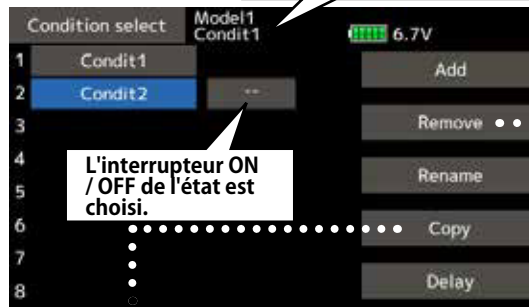 Condition select
Model1
Condit1
6.7V
1 Condit1
2 Condit2 --
3
4
5
6
7
8
L'interrupteur ON
/ OFF de l'état est
choisi.
Add
Remove
Rename
Copy
Delay